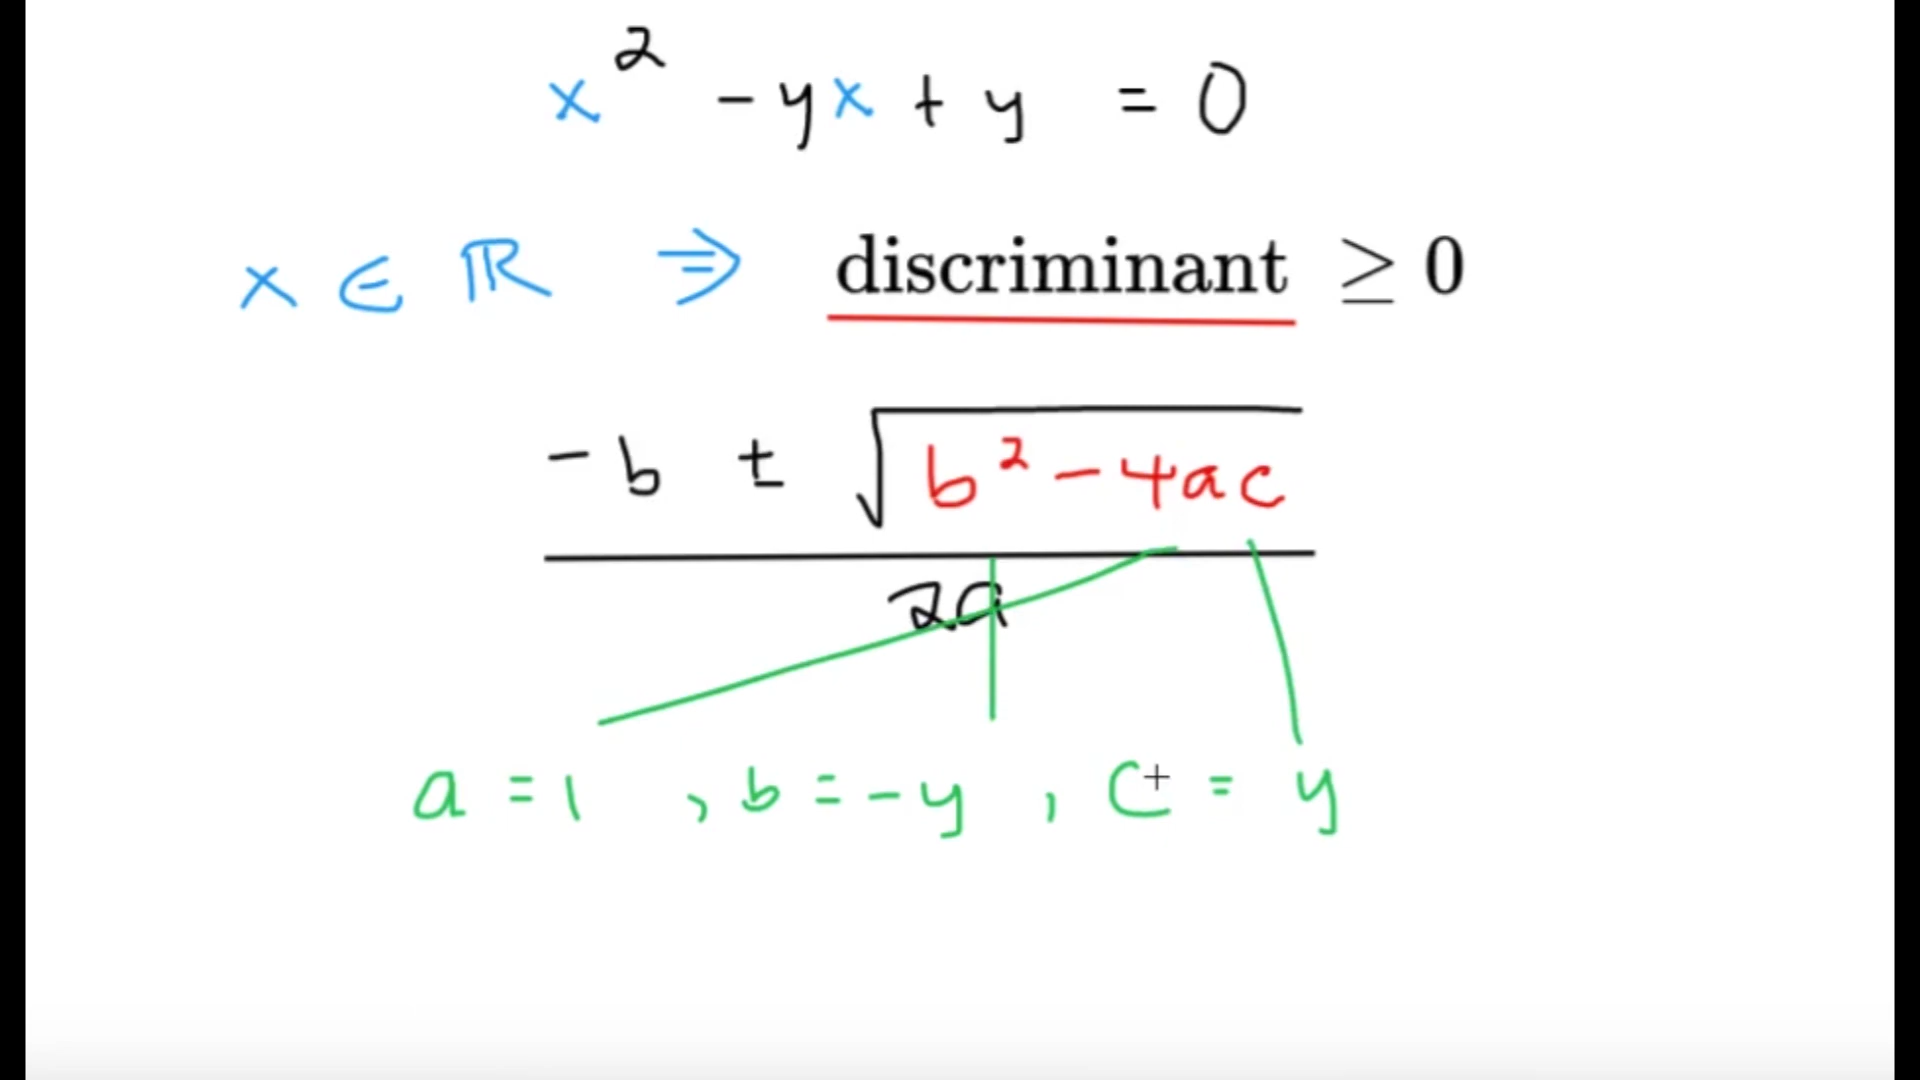 x² - yx + y = 0
x ∈ ℝ ⇒ discriminant ≥ 0
-b ± √b² - 4ac
2a
a = 1 , b = -y , c = y